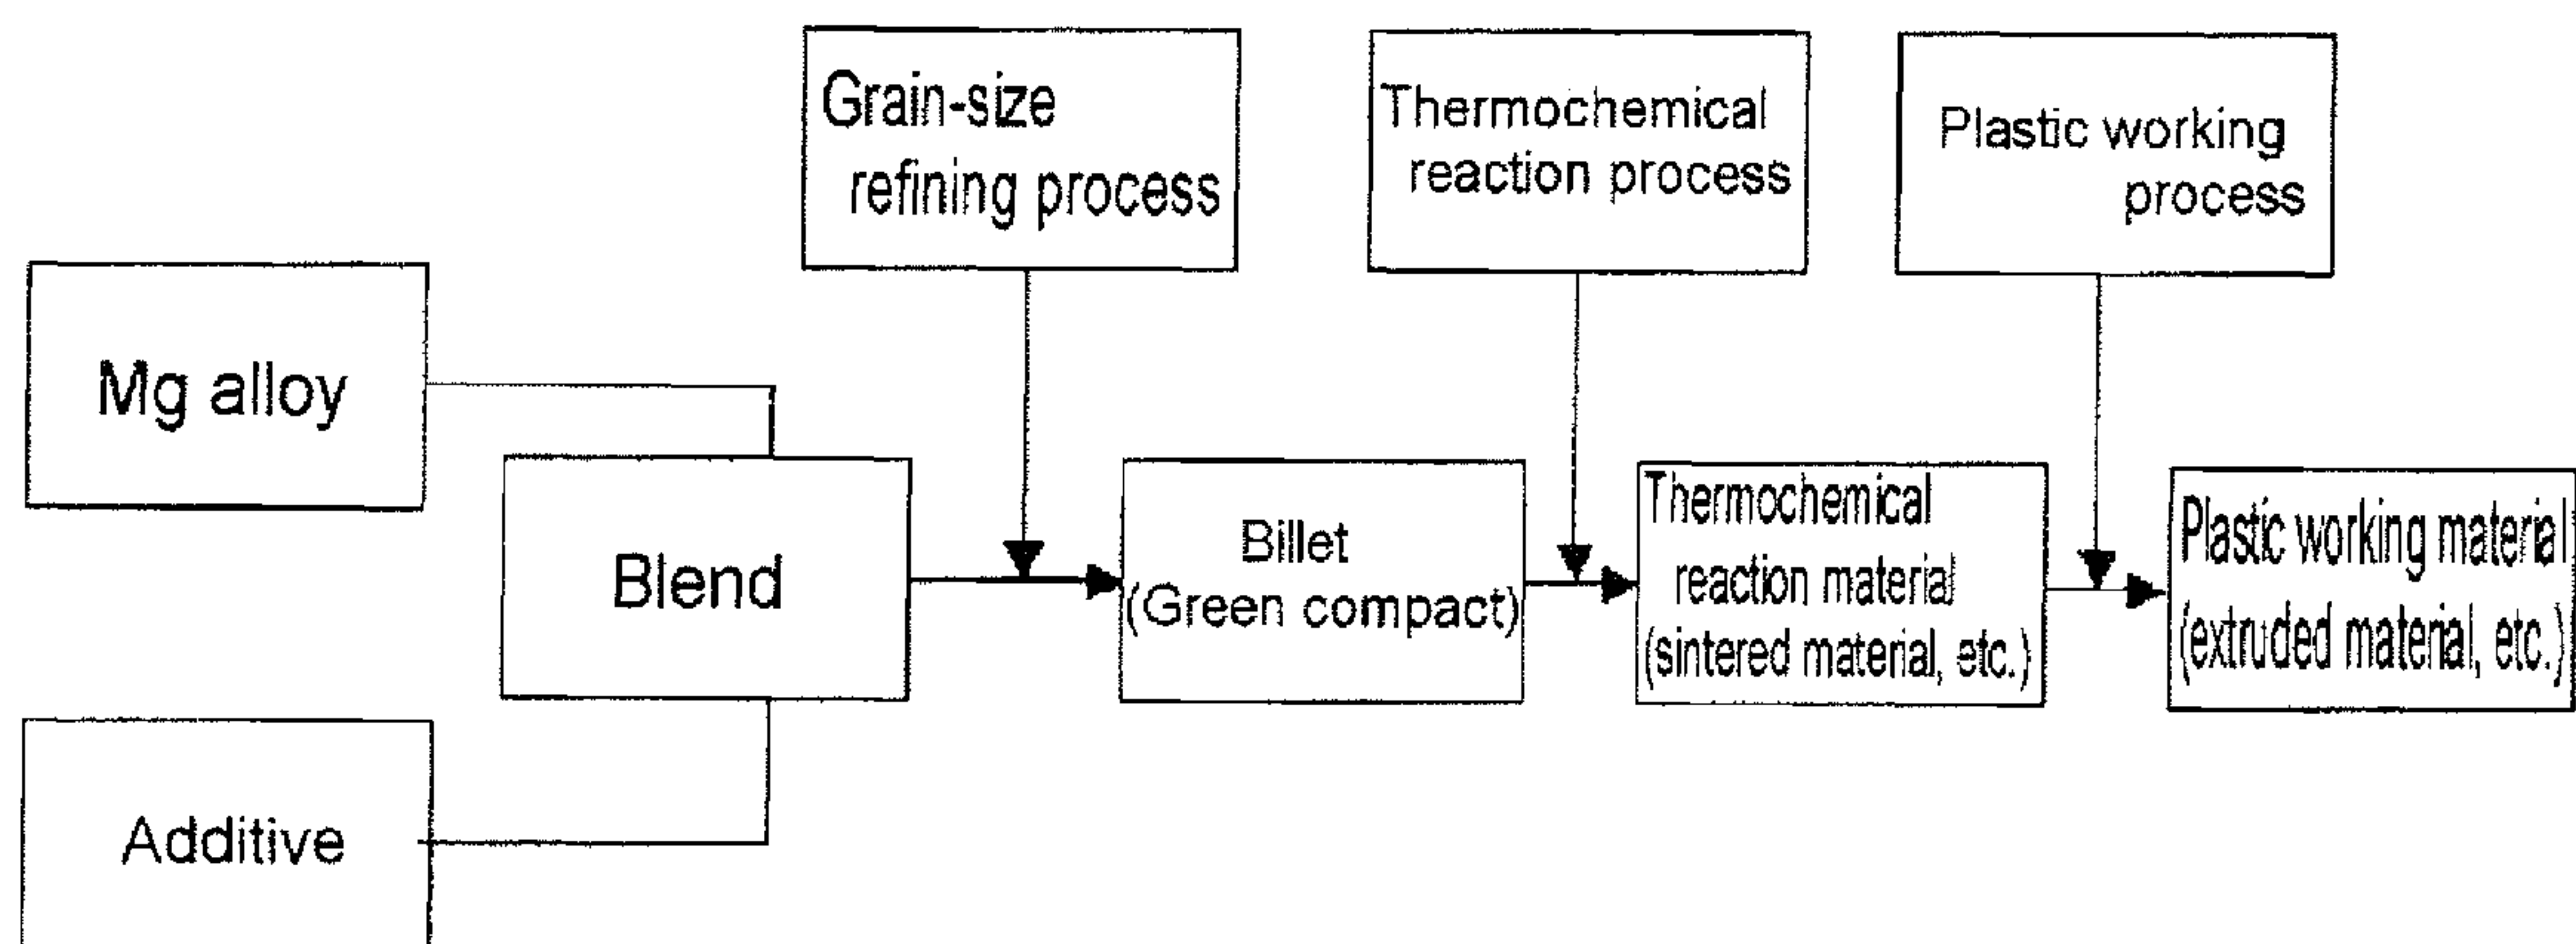 Grain-size
refining process
Thermochemical
reaction process
Plastic working
process
Mg alloy
Blend
Billet
(Green compact)
Thermochemical
reaction material
(sintered material, etc.)
Plastic working material
(extruded material, etc.)
Additive